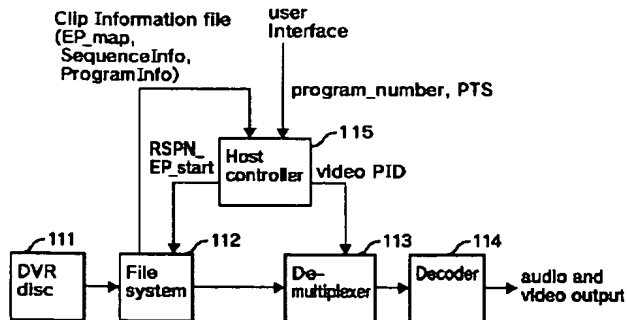 Clip Information file
(EP_map,
SequenceInfo,
ProgramInfo)
user
Interface
program_number, PTS
115
RSPN_
EP_start
Host
controller
video PID
111
DVR
disc
112
File
system
113
De-
multiplexer
114
Decoder
audio and
video output